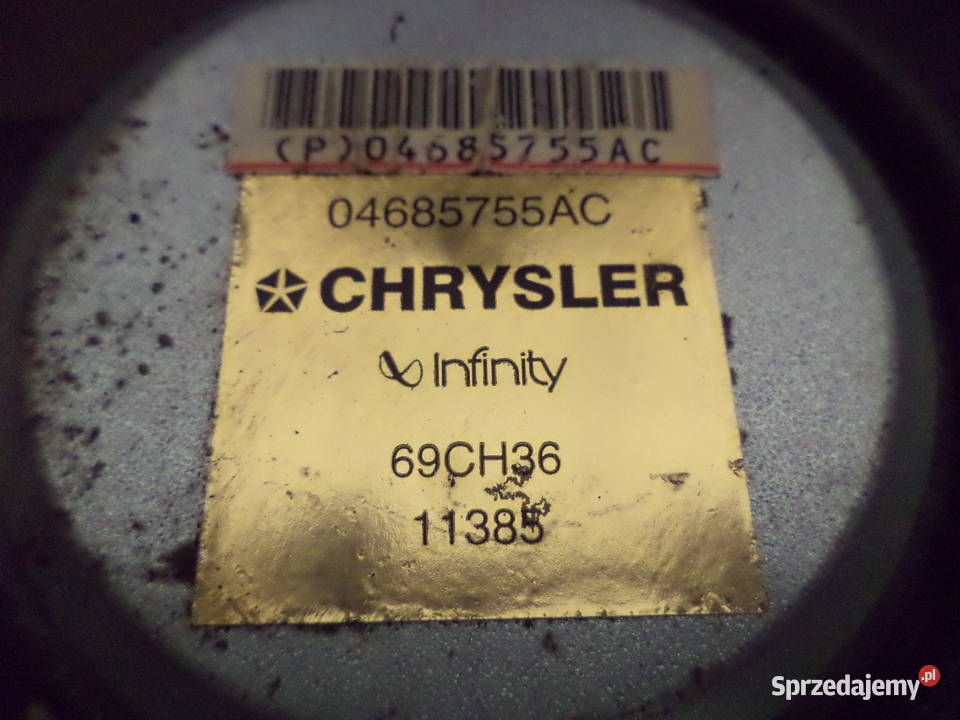 (P)04685755AC
04685755AC
CHRYSLER
Infinity
69CH36
11385
Sprzedajemy.pl